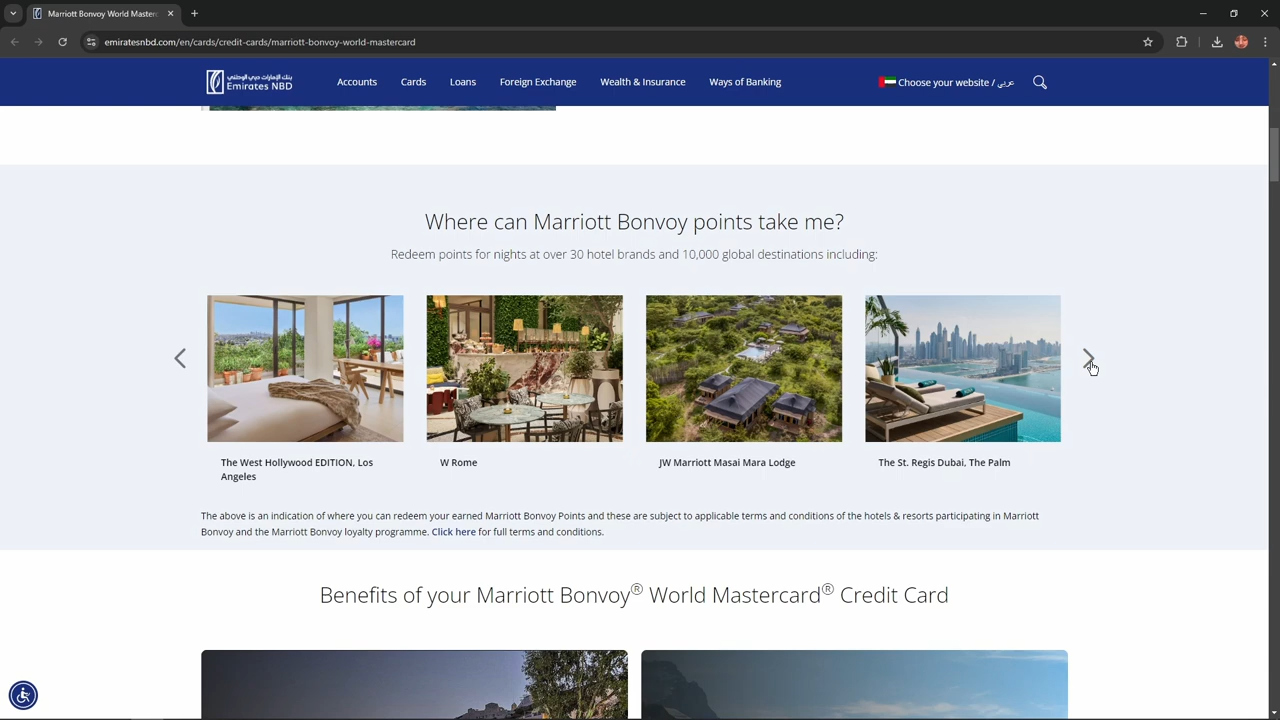 Marriott Bonvoy World Masterc
emiratesnbd.com/en/cards/credit-cards/marriott-bonvoy-world-mastercard
بنك الإمارات دبي الوطني
Emirates NBD
Accounts
Cards
Loans
Foreign Exchange
Wealth & Insurance
Ways of Banking
Choose your website / عربي
Where can Marriott Bonvoy points take me?
Redeem points for nights at over 30 hotel brands and 10,000 global destinations including:
The West Hollywood EDITION, Los
Angeles
W Rome
JW Marriott Masai Mara Lodge
The St. Regis Dubai, The Palm
The above is an indication of where you can redeem your earned Marriott Bonvoy Points and these are subject to applicable terms and conditions of the hotels & resorts participating in Marriott
Bonvoy and the Marriott Bonvoy loyalty programme. Click here for full terms and conditions.
Benefits of your Marriott Bonvoy® World Mastercard® Credit Card